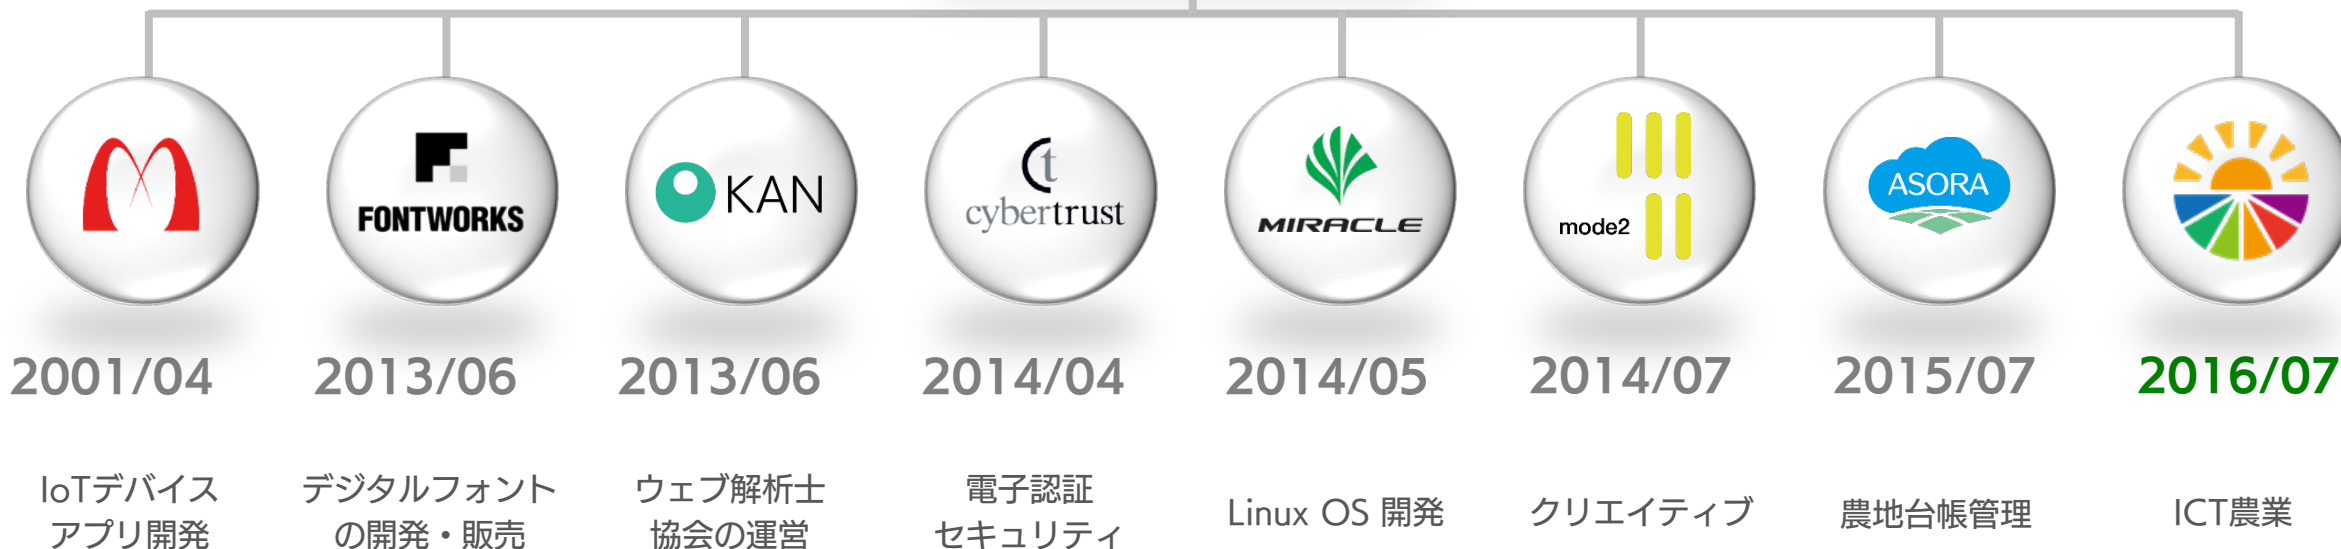 FONTWORKS
KAN
cybertrust
MIRACLE
mode2
ASORA
2001/04
2013/06
2013/06
2014/04
2014/05
2014/07
2015/07
2016/07
IoTデバイス
アプリ開発
デジタルフォント
の開発・販売
ウェブ解析士
協会の運営
電子認証
セキュリティ
Linux OS 開発
クリエイティブ
農地台帳管理
ICT農業